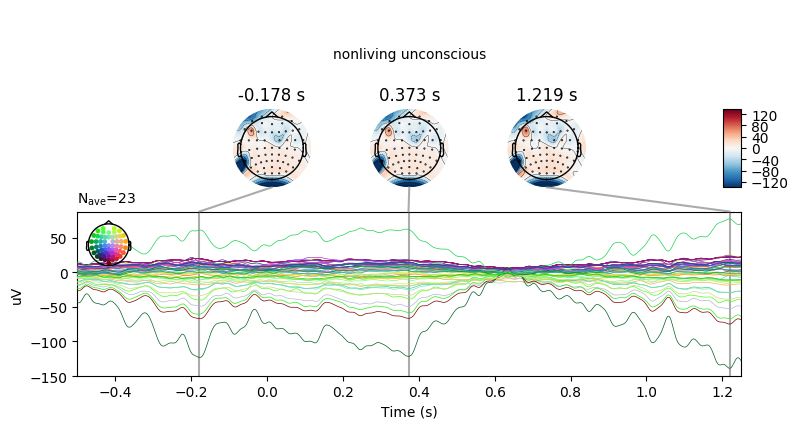 nonliving unconscious
-0.178 s 0.373 s 1.219 s
120
80
40
0
−40
−80
−120
Nave=23
50
0
−50
−100
−150
uV
−0.4 −0.2 0.0 0.2 0.4 0.6 0.8 1.0 1.2
Time (s)